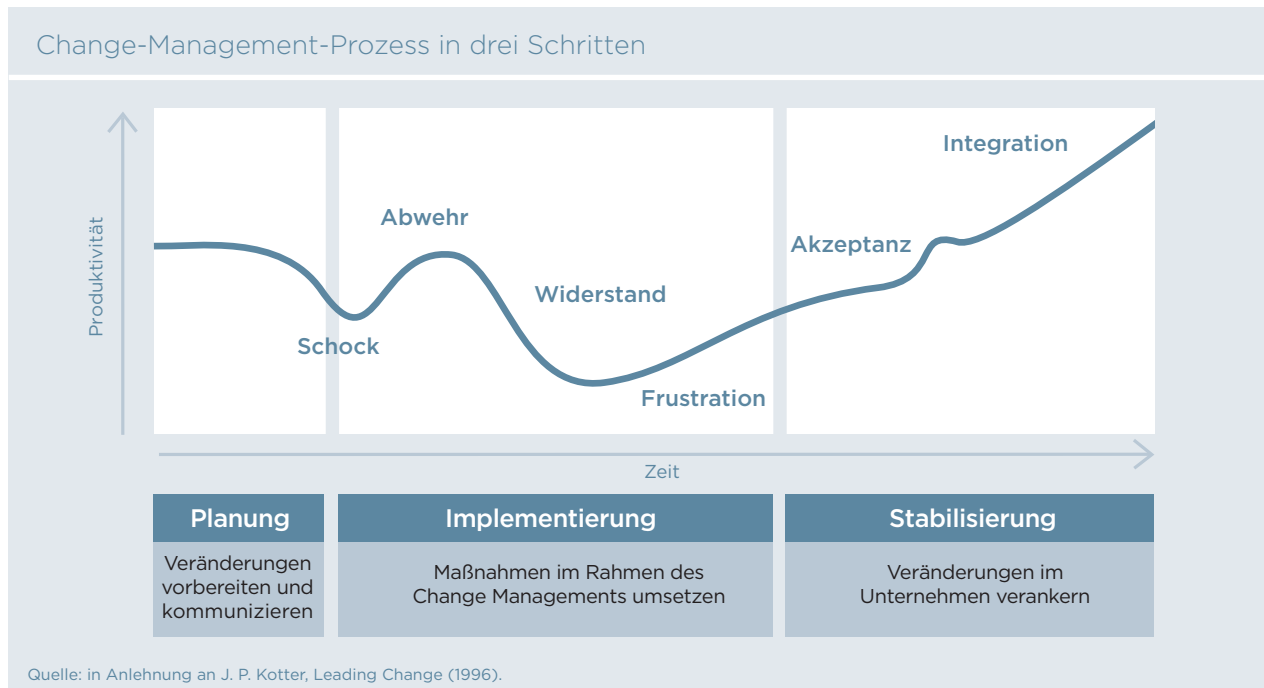 Change-Management-Prozess in drei Schritten
Produktivität
Schock
Abwehr
Widerstand
Frustration
Akzeptanz
Integration
Zeit
Planung
Veränderungen
vorbereiten und
kommunizieren
Implementierung
Maßnahmen im Rahmen des
Change Managements umsetzen
Stabilisierung
Veränderungen im
Unternehmen verankern
Quelle: in Anlehnung an J. P. Kotter, Leading Change (1996).